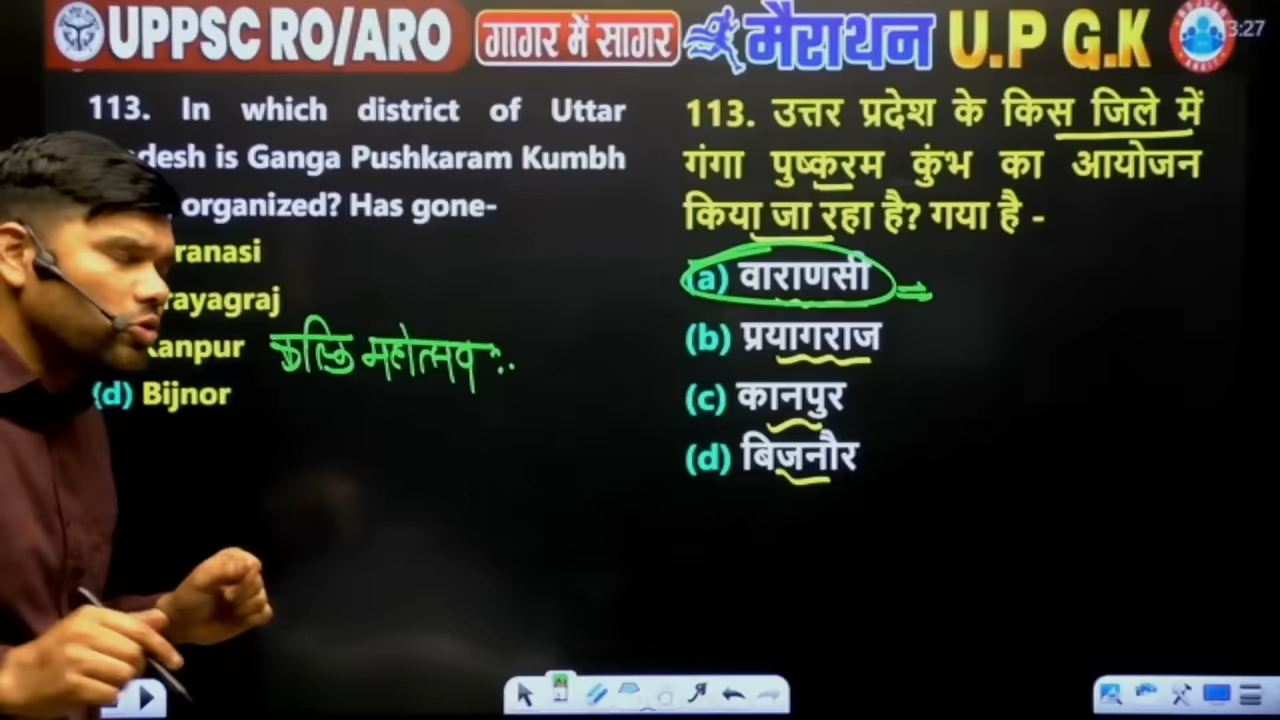 UPPSC RO/ARO गागर में सागर मैराथन U.P G.K 3:27
113. In which district of Uttar
desh is Ganga Pushkaram Kumbh
organized? Has gone-
ranasi
rayagraj
anpur
(d) Bijnor
महोत्सव
113. उत्तर प्रदेश के किस जिले में
गंगा पुष्करम कुंभ का आयोजन
किया जा रहा है? गया है -
(a) वाराणसी
(b) प्रयागराज
(c) कानपुर
(d) बिजनौर